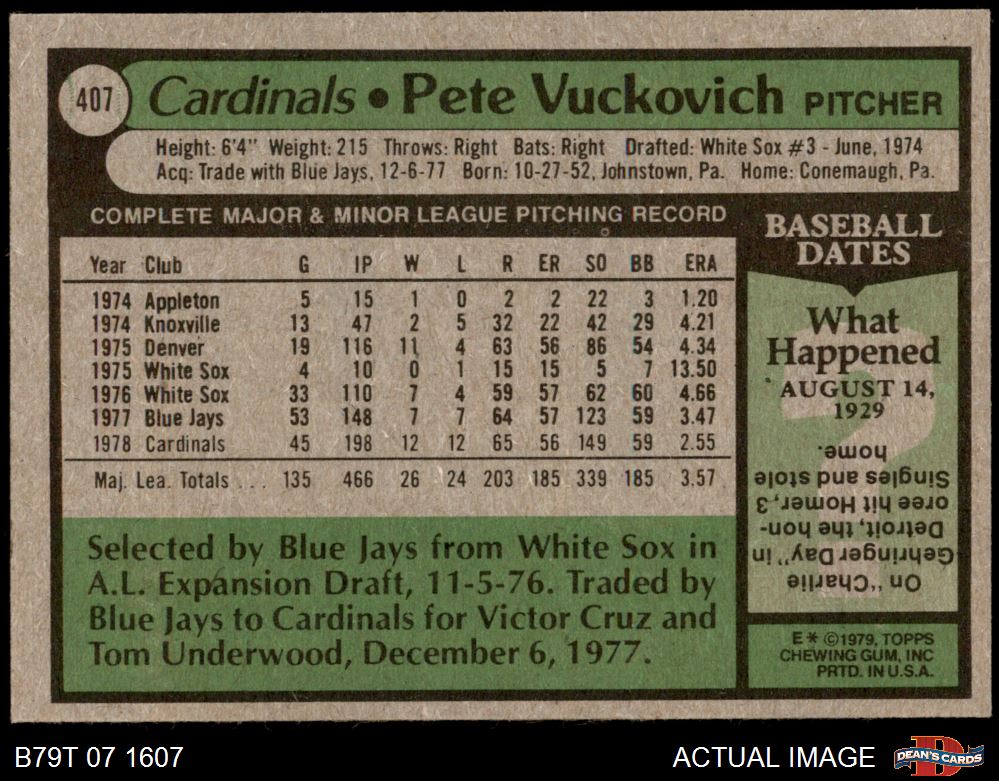 407 Cardinals • Pete Vuckovich PITCHER
Height: 6'4" Weight: 215 Throws: Right Bats: Right Drafted: White Sox #3 - June, 1974
Acq: Trade with Blue Jays, 12-6-77 Born: 10-27-52, Johnstown, Pa. Home: Conemaugh, Pa.
COMPLETE MAJOR & MINOR LEAGUE PITCHING RECORD
Year Club G IP W L R ER SO BB ERA
1974 Appleton 5 15 1 0 2 2 22 3 1.20
1974 Knoxville 13 47 2 5 32 22 42 29 4.21
1975 Denver 19 116 11 4 63 56 86 54 4.34
1975 White Sox 4 10 0 1 15 15 5 7 13.50
1976 White Sox 33 110 7 4 59 57 62 60 4.66
1977 Blue Jays 53 148 7 7 64 57 123 59 3.47
1978 Cardinals 45 198 12 12 65 56 149 59 2.55
Maj. Lea. Totals ... 135 466 26 24 203 185 339 185 3.57
Selected by Blue Jays from White Sox in
A.L. Expansion Draft, 11-5-76. Traded by
Blue Jays to Cardinals for Victor Cruz and
Tom Underwood, December 6, 1977.
BASEBALL
DATES
What
Happened
AUGUST 14,
1929
On "Charlie
Gehringer Day" in
Detroit, the hon-
oree hit Homer, 3
Singles and stole
home.
E* ©1979, TOPPS
CHEWING GUM, INC
PRTD. IN U.S.A.
B79T 07 1607
ACTUAL IMAGE
DEAN'S CARDS